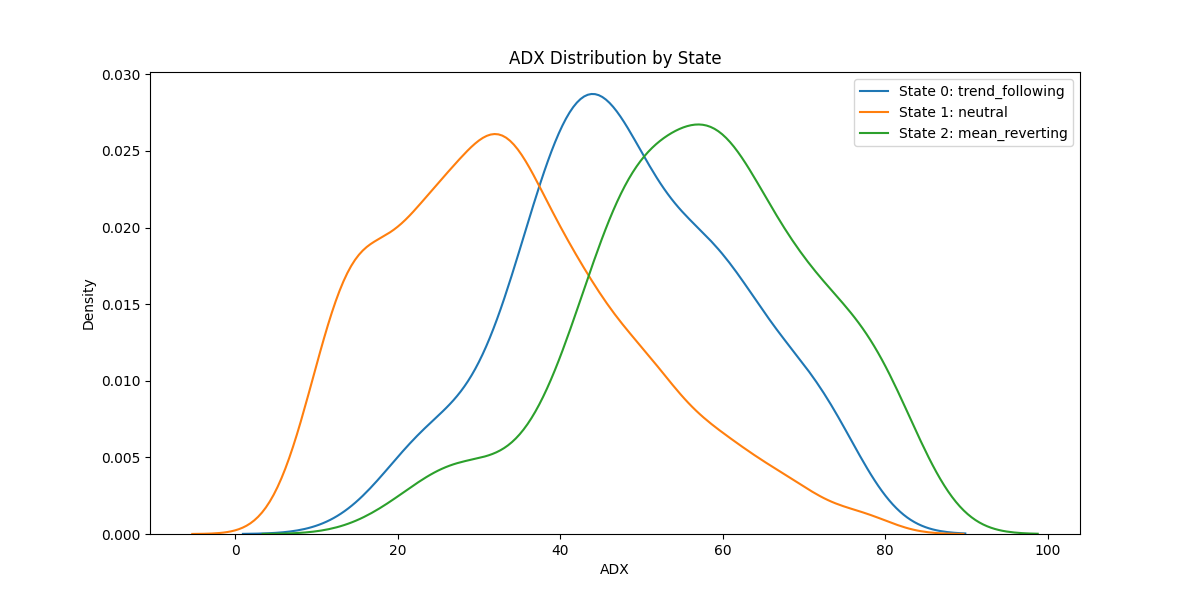 ADX Distribution by State
State 0: trend_following
State 1: neutral
State 2: mean_reverting
0.030
0.025
0.020
0.015
0.010
0.005
0.000
Density
0 20 40 60 80 100
ADX